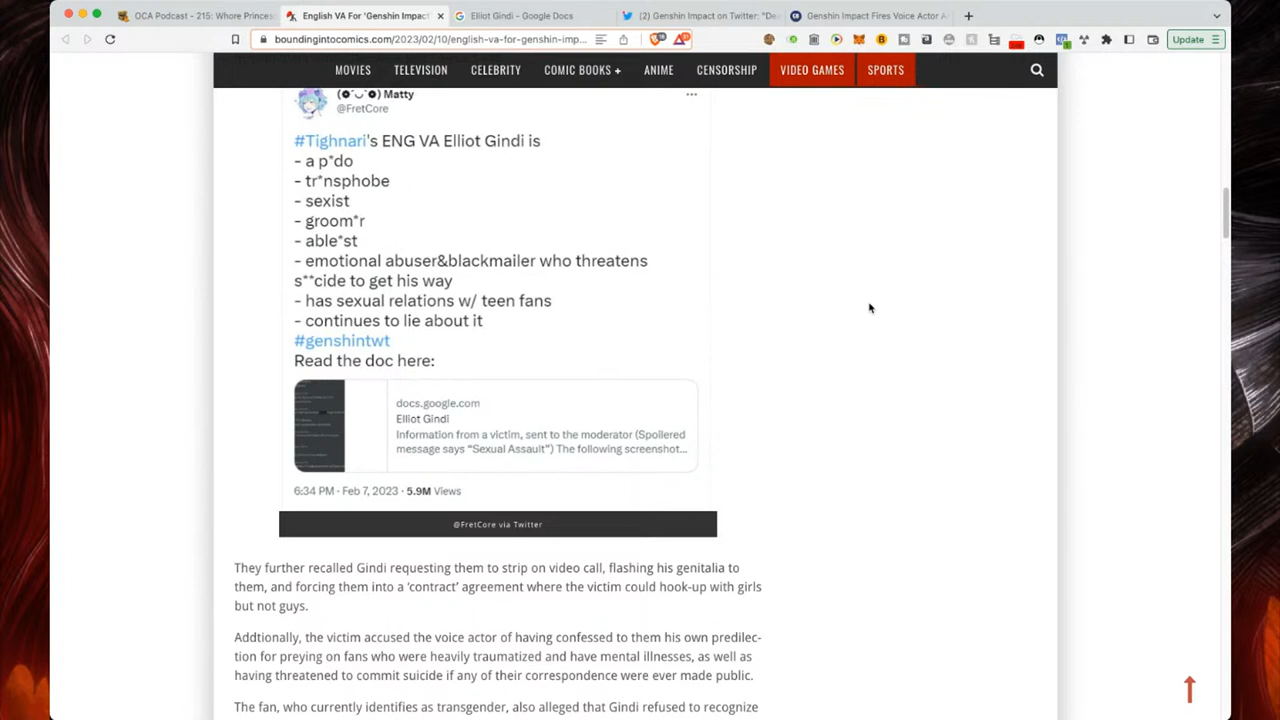 OCA Podcast - 215: Whore Princes
English VA For 'Genshin Impact
Elliot Gindi - Google Docs
(2) Genshin Impact on Twitter: "De
Genshin Impact Fires Voice Actor A
boundingintocomics.com/2023/02/10/english-va-for-genshin-imp...
Update
MOVIES TELEVISION CELEBRITY COMIC BOOKS + ANIME CENSORSHIP VIDEO GAMES SPORTS
Matty
@FretCore
#Tighnari's ENG VA Elliot Gindi is
- a p*do
- tr*nsphobe
- sexist
- groom*r
- able*st
- emotional abuser&blackmailer who threatens
s**cide to get his way
- has sexual relations w/ teen fans
- continues to lie about it
#genshintwt
Read the doc here:
docs.google.com
Elliot Gindi
Information from a victim, sent to the moderator (Spoilered
message says “Sexual Assault”) The following screenshot...
6:34 PM · Feb 7, 2023 · 5.9M Views
@FretCore via Twitter
They further recalled Gindi requesting them to strip on video call, flashing his genitalia to
them, and forcing them into a ‘contract’ agreement where the victim could hook-up with girls
but not guys.
Addtionally, the victim accused the voice actor of having confessed to them his own predilec-
tion for preying on fans who were heavily traumatized and have mental illnesses, as well as
having threatened to commit suicide if any of their correspondence were ever made public.
The fan, who currently identifies as transgender, also alleged that Gindi refused to recognize